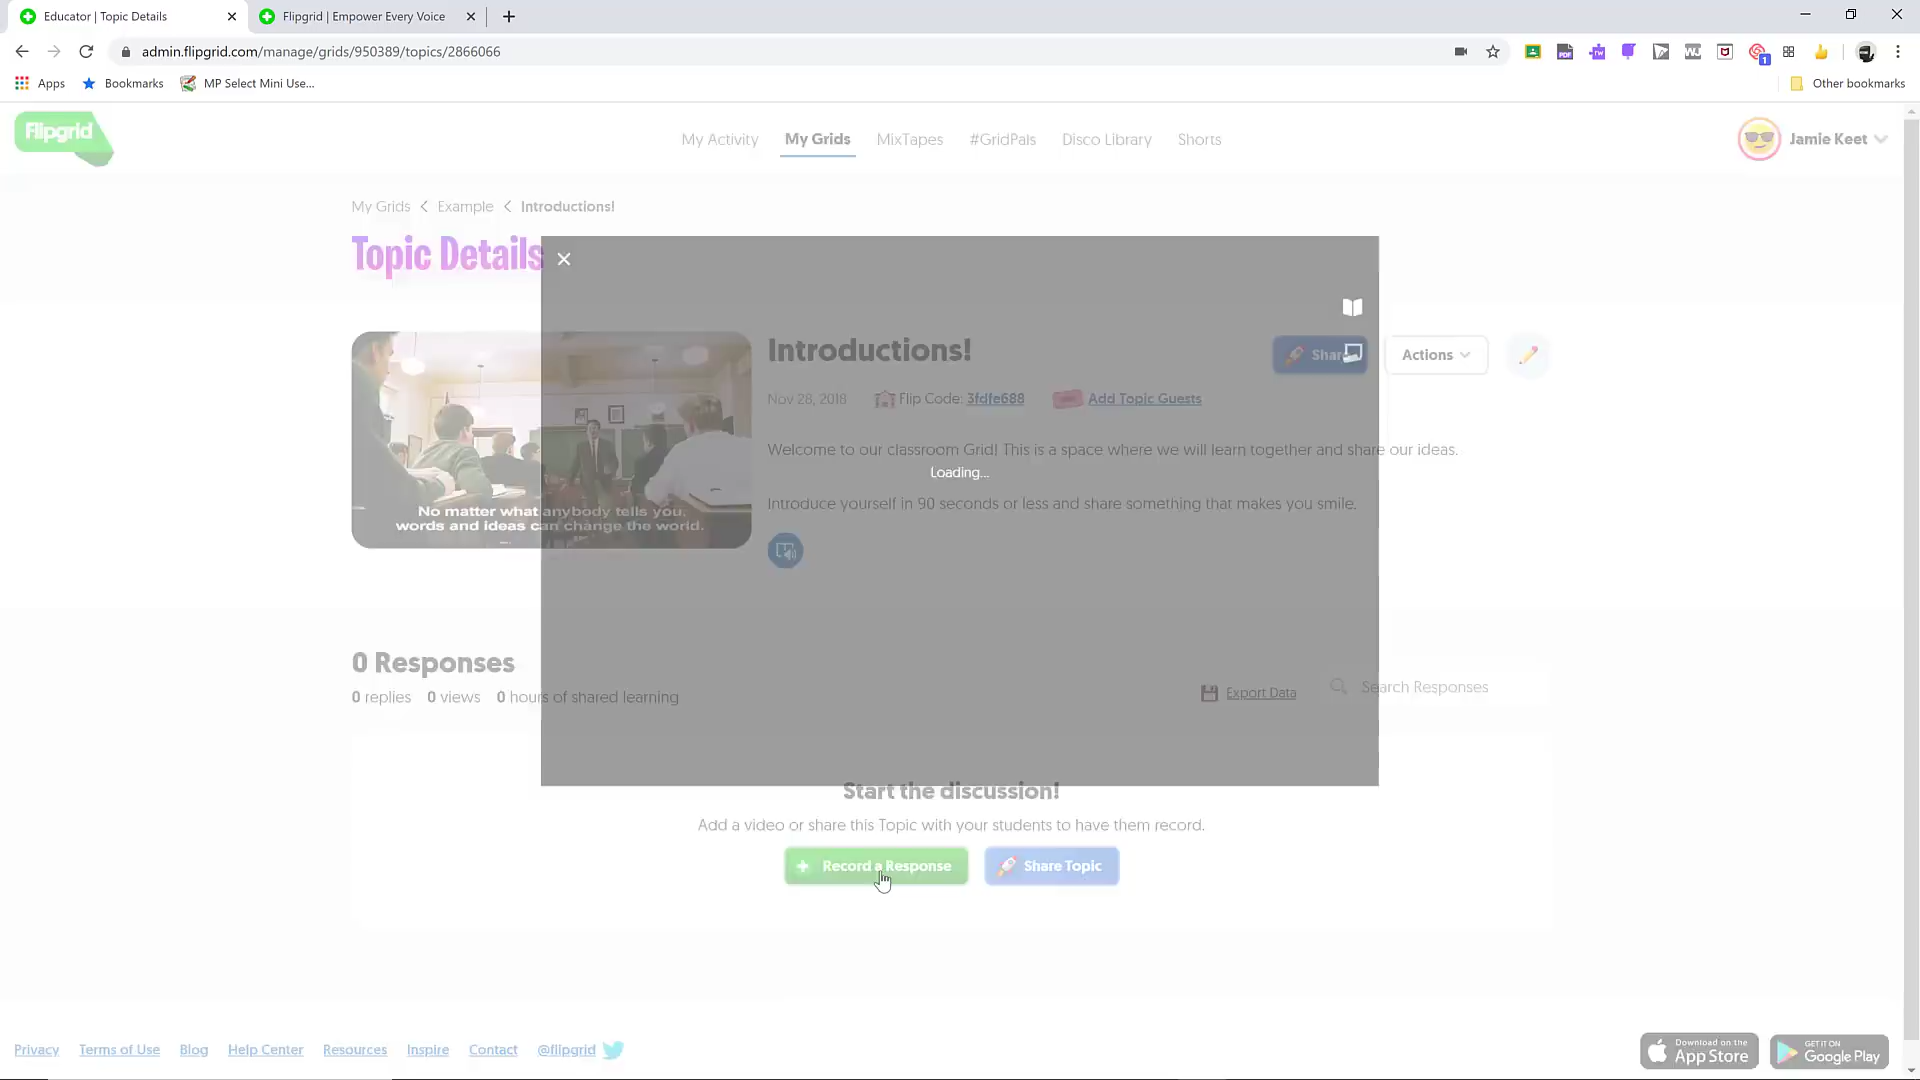 Educator | Topic Details
Flipgrid | Empower Every Voice
admin.flipgrid.com/manage/grids/950389/topics/2866066
1
Apps
Bookmarks
MP Select Mini Use...
Other bookmarks
Flipgrid
My Activity
My Grids
MixTapes
#GridPals
Disco Library
Shorts
Jamie Keet
My Grids < Example < Introductions!
Topic Details
Introductions!
Share
Actions
Nov 28, 2018
Flip Code: 3fdfe688
Add Topic Guests
Welcome to our classroom Grid! This is a space where we will learn together and share our ideas.
Loading...
Introduce yourself in 90 seconds or less and share something that makes you smile.
No matter what anybody tells you,
words and ideas can change the world.
0 Responses
0 replies 0 views 0 hours of shared learning
Export Data
Search Responses
Start the discussion!
Add a video or share this Topic with your students to have them record.
+ Record a Response
Share Topic
Privacy
Terms of Use
Blog
Help Center
Resources
Inspire
Contact
@flipgrid
Download on the
App Store
GET IT ON
Google Play